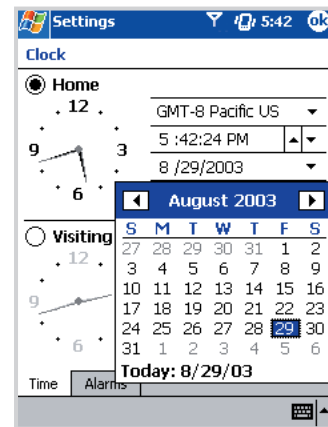 Settings 5:42 ok
Clock
Home
12
9 3
6
GMT-8 Pacific US
5 :42:24 PM
8 /29/2003
August 2003
S M T W T F S
27 28 29 30 31 1 2
3 4 5 6 7 8 9
10 11 12 13 14 15 16
17 18 19 20 21 22 23
24 25 26 27 28 29 30
31 1 2 3 4 5 6
Today: 8/29/03
Visiting
12
9
6
Time Alarms